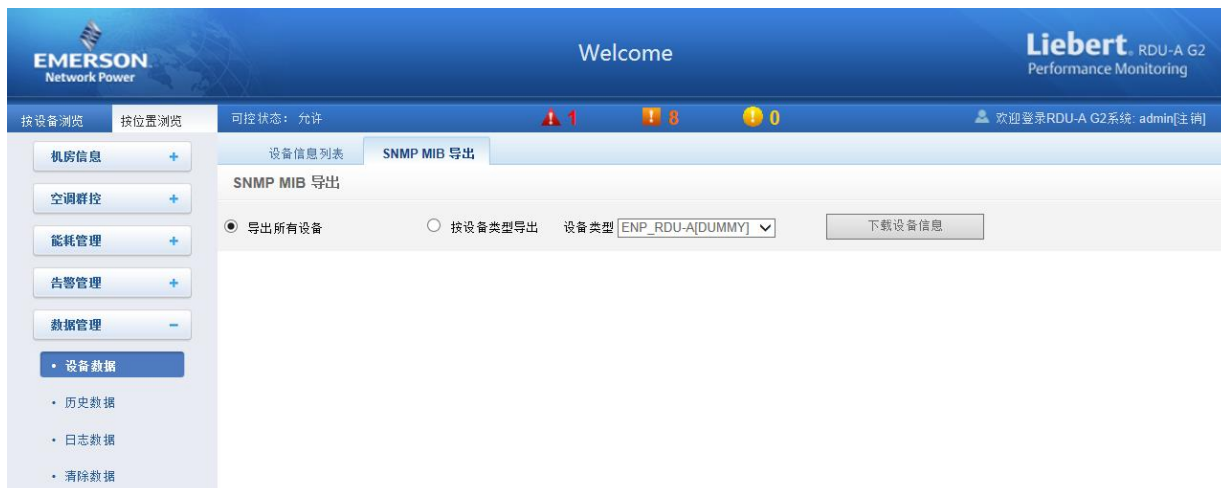 EMERSON
Network Power
Welcome
Liebert. RDU-A G2
Performance Monitoring
按设备浏览 按位置浏览 可控状态：允许 1 8 0 欢迎登录RDU-A G2系统: admin[注销]
机房信息 +
设备信息列表 SNMP MIB 导出
SNMP MIB 导出
空调群控 +
导出所有设备 按设备类型导出 设备类型 ENP_RDU-A[DUMMY] 下载设备信息
能耗管理 +
告警管理 +
数据管理 −
• 设备数据
• 历史数据
• 日志数据
• 清除数据